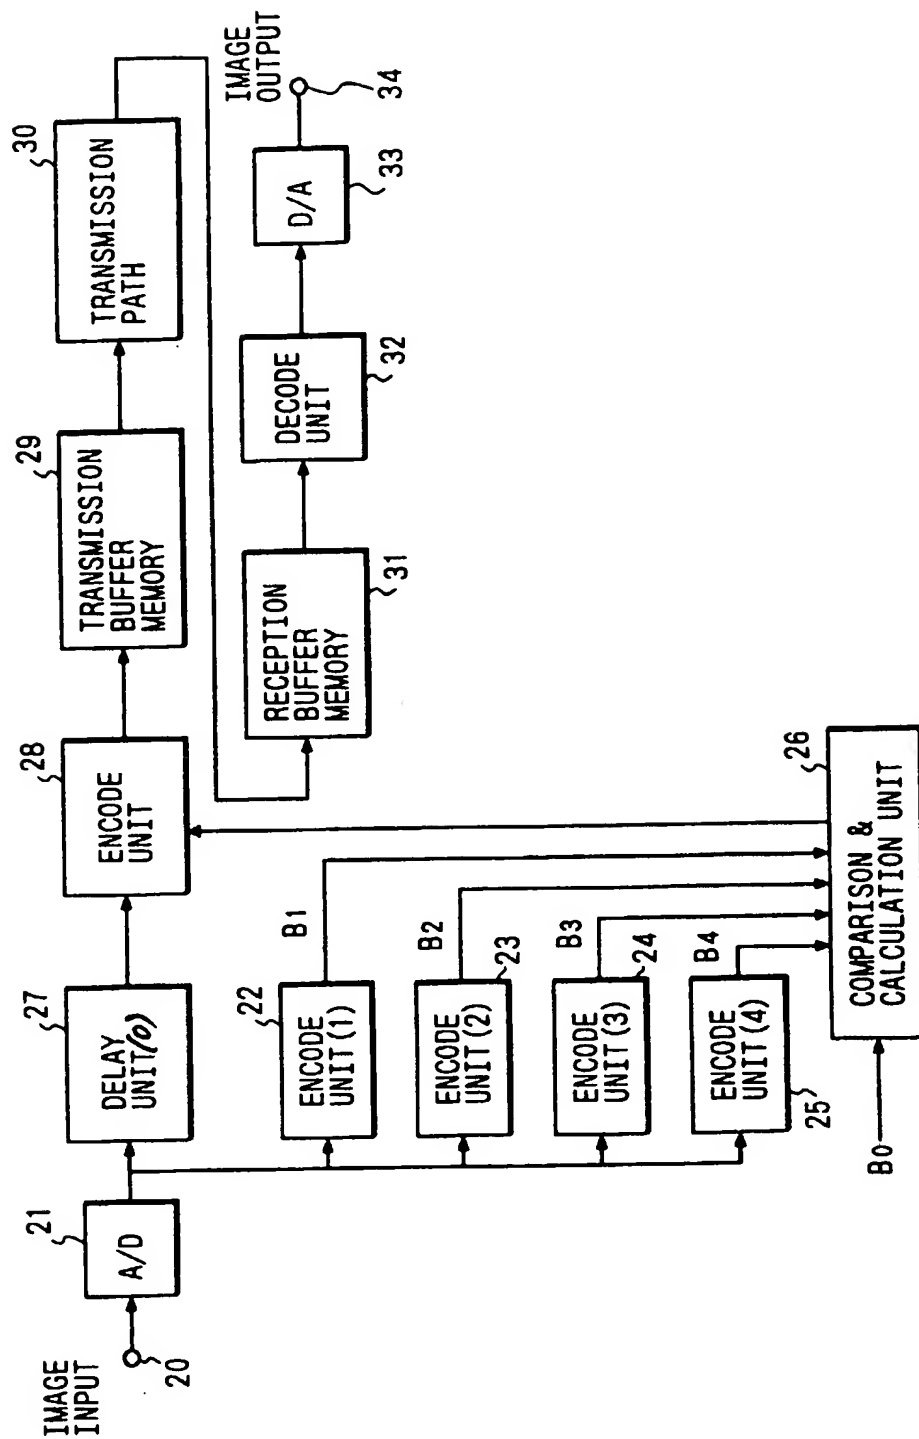 IMAGE
INPUT
20
21
A/D
27
DELAY
UNIT(0)
28
ENCODE
UNIT
29
TRANSMISSION
BUFFER
MEMORY
30
TRANSMISSION
PATH
22
ENCODE
UNIT(1)
B1
ENCODE
UNIT(2)
23
B2
ENCODE
UNIT(3)
24
B3
ENCODE
UNIT(4)
25
B4
B0
COMPARISON &
CALCULATION UNIT
26
RECEPTION
BUFFER
MEMORY
31
DECODE
UNIT
32
D/A
33
IMAGE
OUTPUT
34